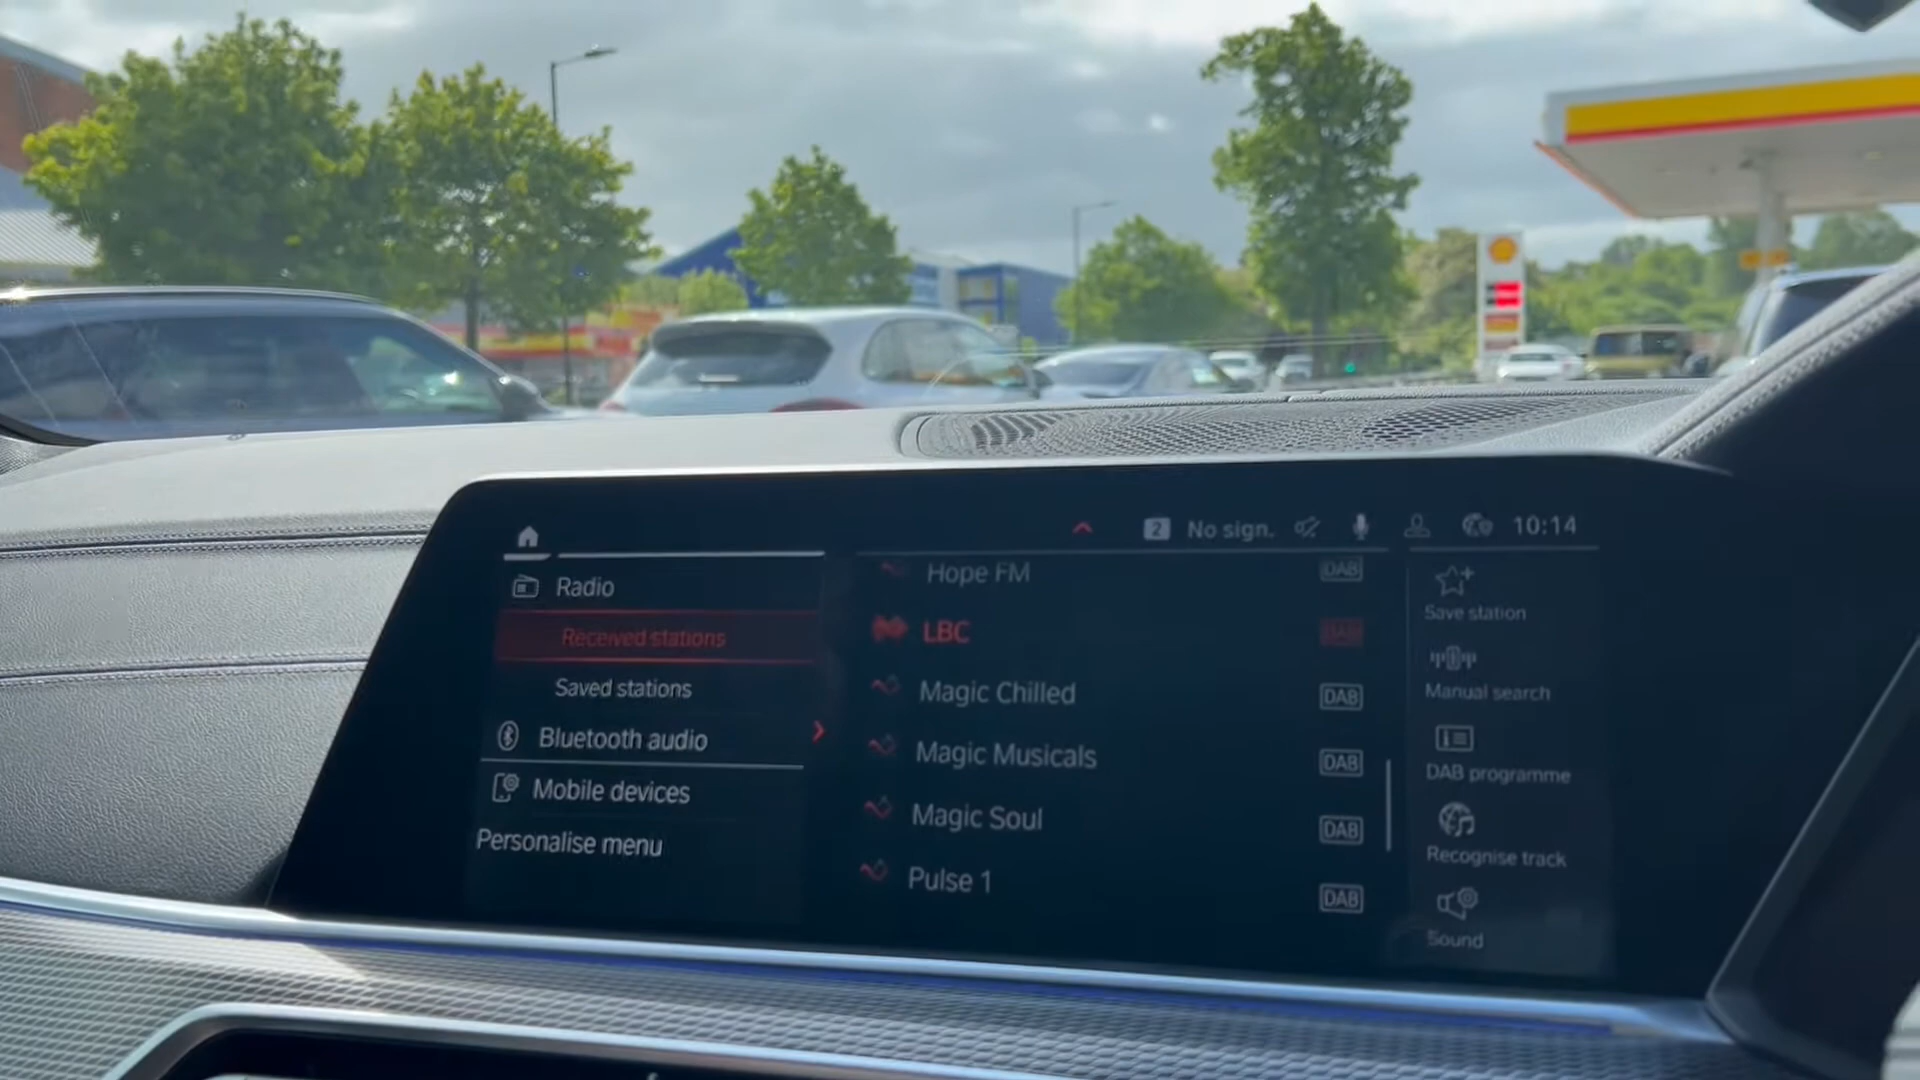 2 No sign. 10:14
Radio
Received stations
Saved stations
Bluetooth audio
Mobile devices
Personalise menu
Hope FM DAB
LBC DAB
Magic Chilled DAB
Magic Musicals DAB
Magic Soul DAB
Pulse 1 DAB
Save station
Manual search
DAB programme
Recognise track
Sound